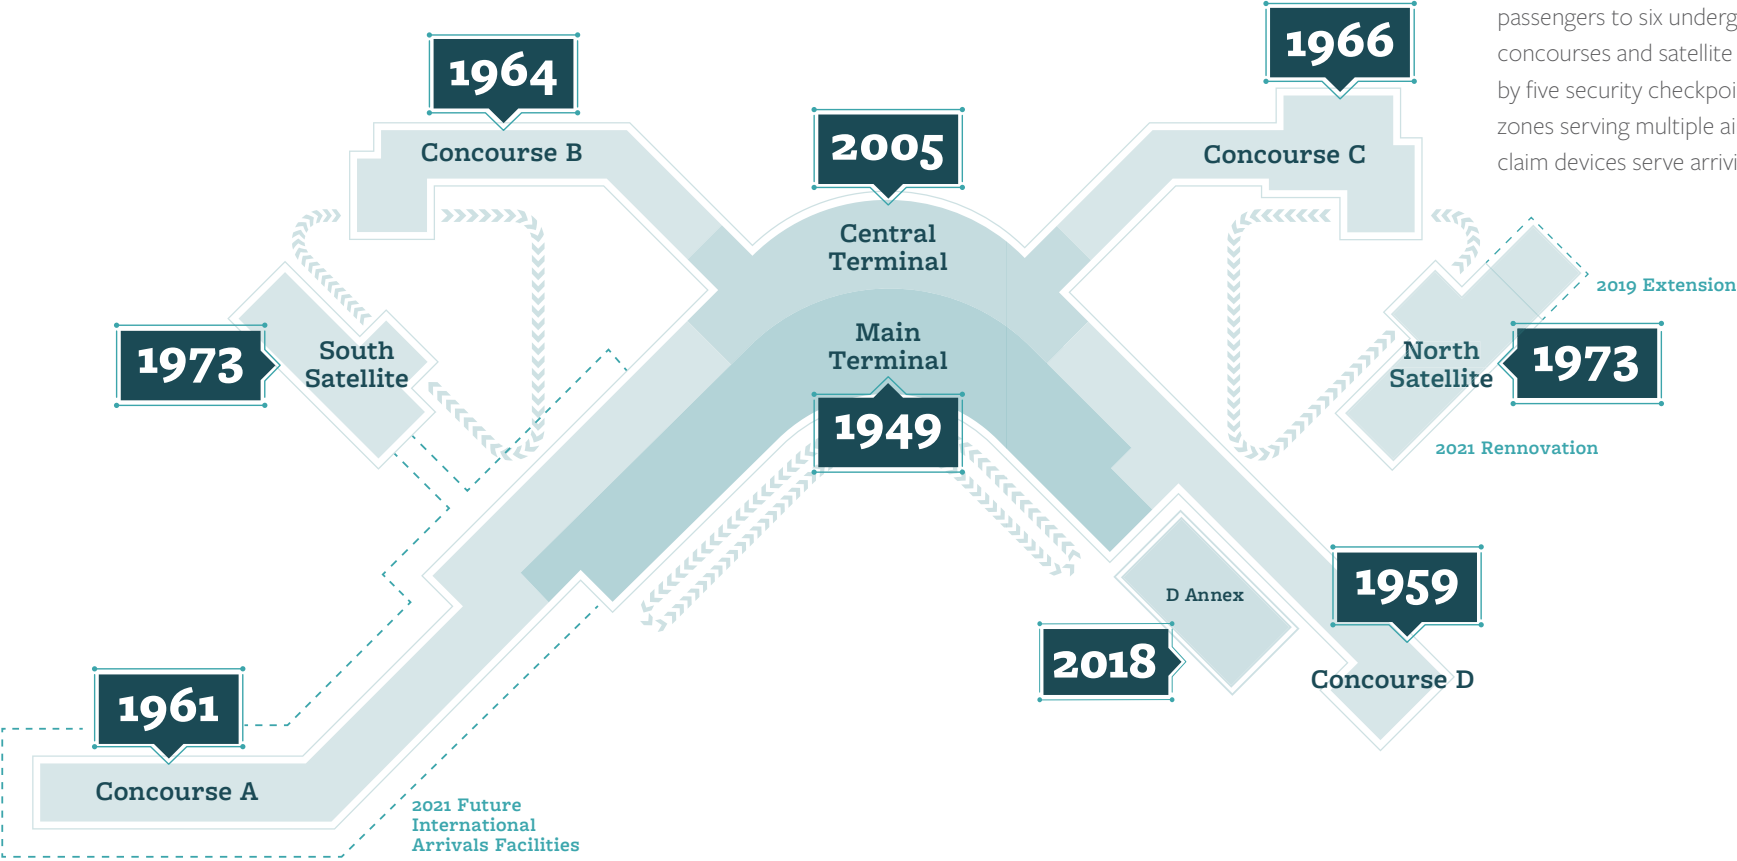 passengers to six underg
concourses and satellite
by five security checkpoi
zones serving multiple ai
claim devices serve arrivi
1966
1964
2005
Concourse B
Concourse C
Central
Terminal
2019 Extension
Main
Terminal
1973
South
Satellite
North
Satellite
1973
1949
2021 Rennovation
1959
D Annex
2018
Concourse D
1961
Concourse A
2021 Future
International
Arrivals Facilities